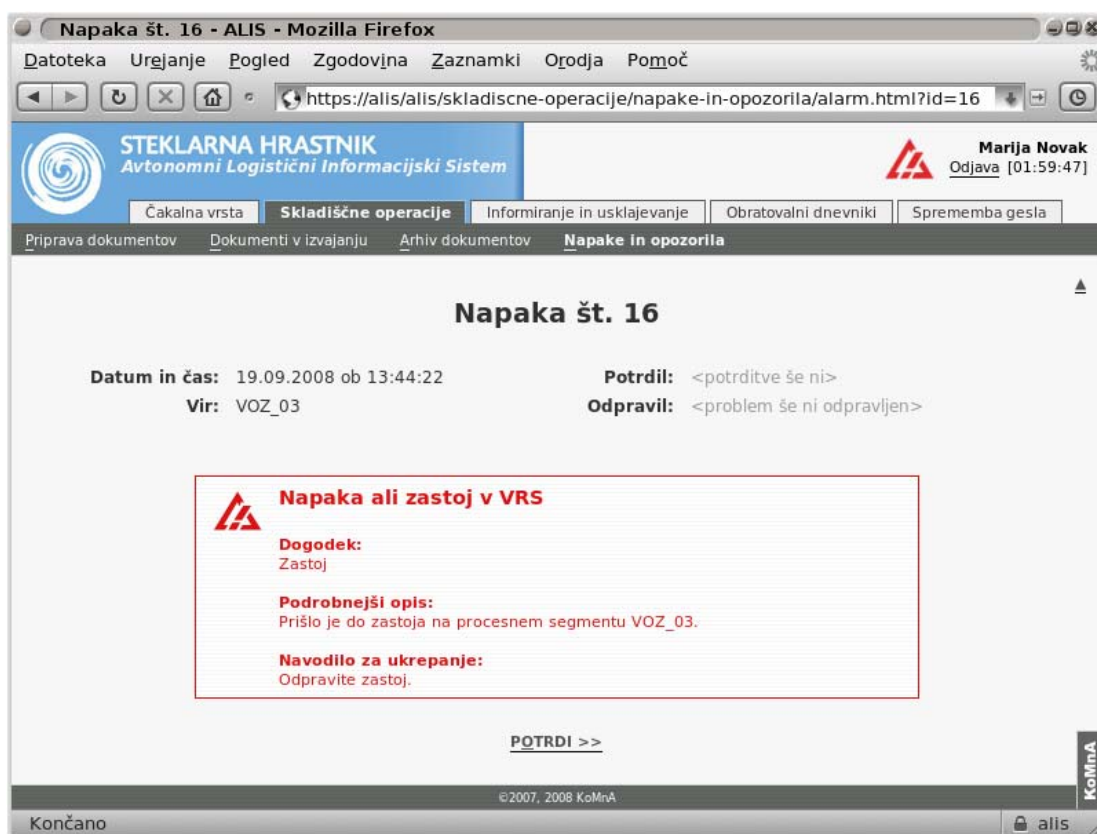 Napaka št. 16 - ALIS - Mozilla Firefox
Datoteka Urejanje Pogled Zgodovina Zaznamki Orodja Pomoč
https://alis/alis/skladiscne-operacije/napake-in-opozorila/alarm.html?id=16
STEKLARNA HRASTNIK
Avtonomni Logistični Informacijski Sistem
Marija Novak
Odjava [01:59:47]
Čakalna vrsta Skladiščne operacije Informiranje in usklajevanje Obratovalni dnevniki Sprememba gesla
Priprava dokumentov Dokumenti v izvajanju Arhiv dokumentov Napake in opozorila
Napaka št. 16
Datum in čas: 19.09.2008 ob 13:44:22 Potrdil: <potrditve še ni>
Vir: VOZ_03 Odpravil: <problem še ni odpravljen>
Napaka ali zastoj v VRS
Dogodek:
Zastoj
Podrobnejši opis:
Prišlo je do zastoja na procesnem segmentu VOZ_03.
Navodilo za ukrepanje:
Odpravite zastoj.
POTRDI >>
KoMnA
©2007, 2008 KoMnA
Končano alis